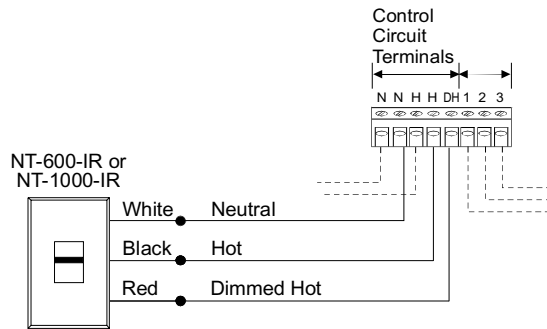 Control
Circuit
Terminals
N N H H DH 1 2 3
NT-600-IR or
NT-1000-IR
White Neutral
Black Hot
Red Dimmed Hot